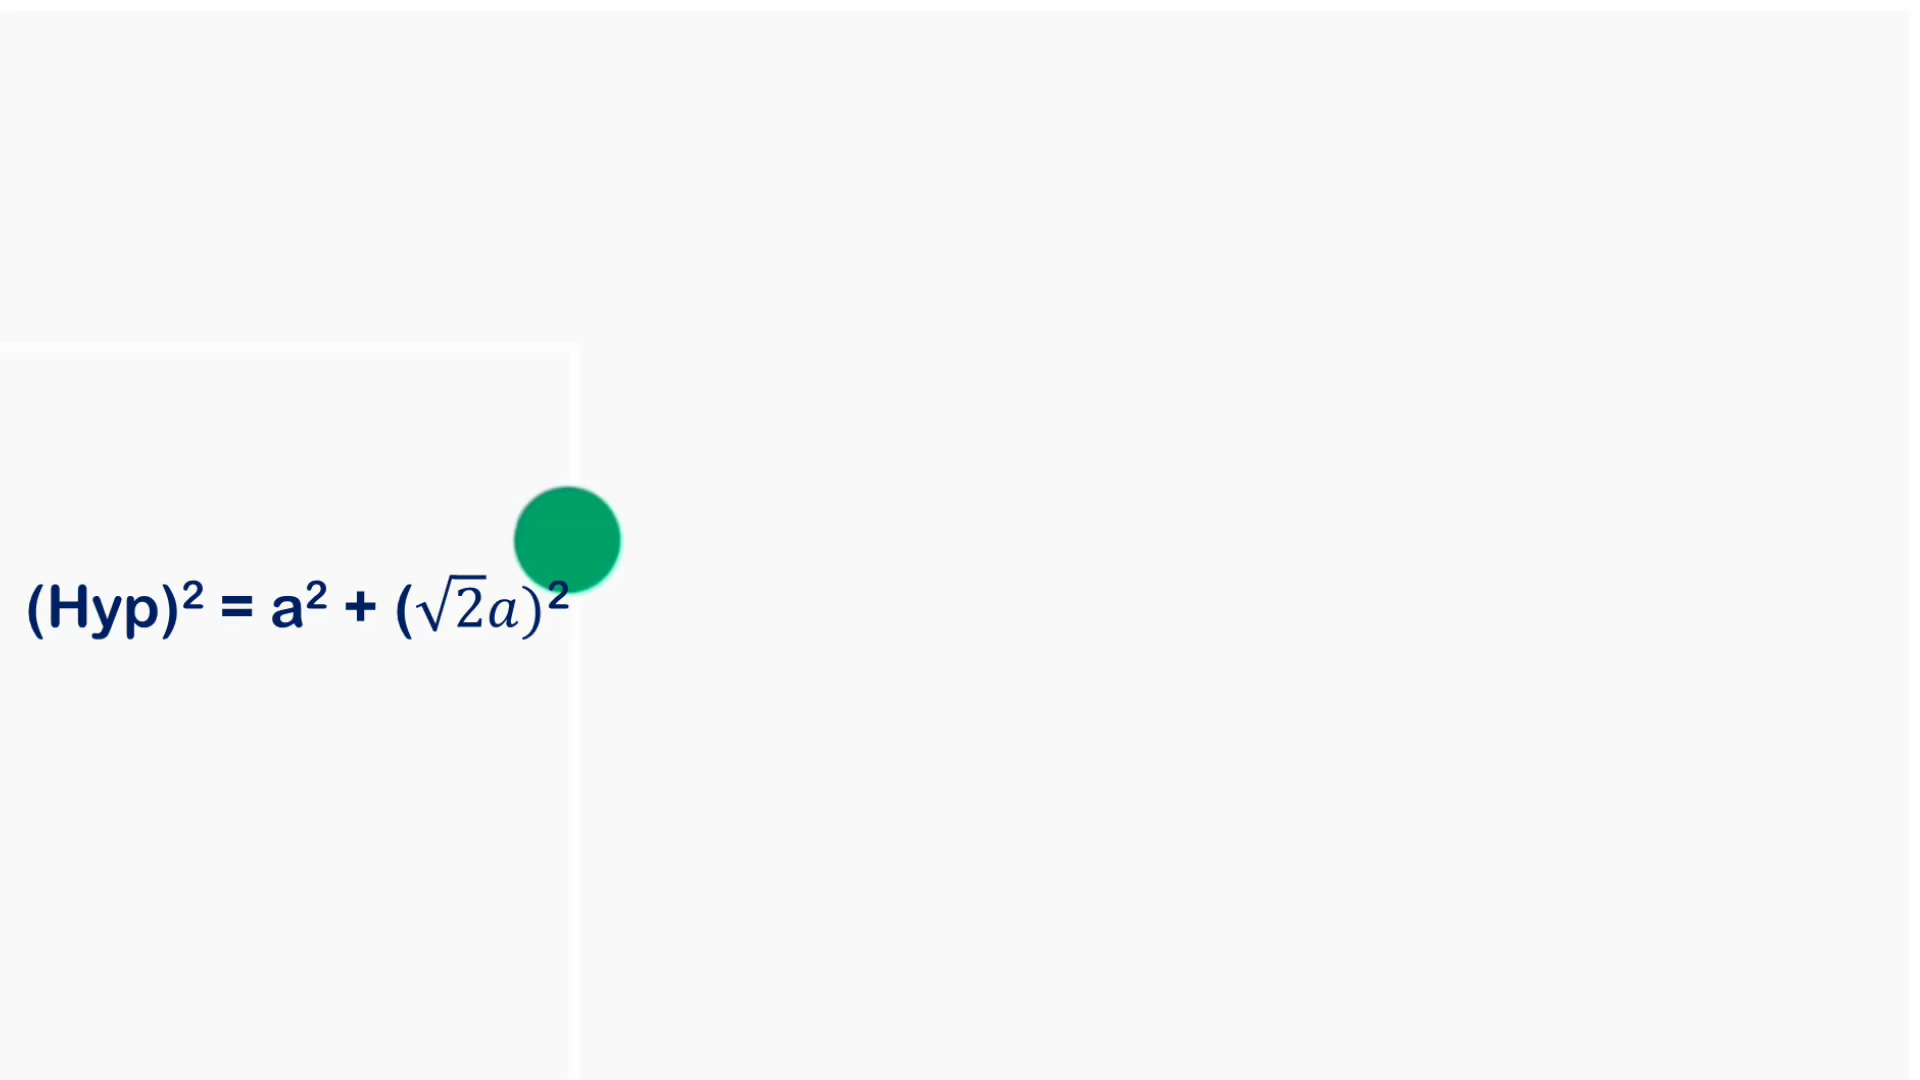 (Hyp)² = a² + (√2a)²